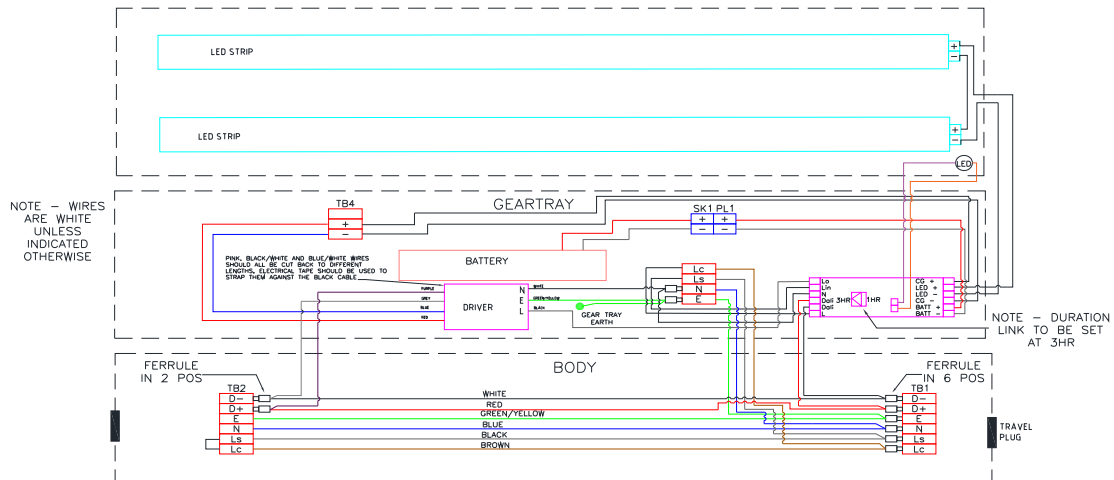 LED STRIP
+
−
LED STRIP
+
−
LED
NOTE – WIRES
ARE WHITE
UNLESS
INDICATED
OTHERWISE
TB4
+
−
GEARTRAY
SK1 PL1
+ +
− −
BATTERY
PINK, BLACK/WHITE AND BLUE/WHITE WIRES
SHOULD ALL BE CUT BACK TO DIFFERENT
LENGTHS, ELECTRICAL TAPE SHOULD BE USED TO
STRAP THEM AGAINST THE BLACK CABLE
PURPLE
GREY
BLUE
RED
DRIVER
N
E
L
WHITE
GREEN/YELLOW
BLACK
GEAR TRAY
EARTH
Lc
Ls
N
E
Lo
Lin
N
Dali
Dali
L
3HR
1HR
CG +
LED +
LED −
CG −
BATT +
BATT −
NOTE – DURATION
LINK TO BE SET
AT 3HR
BODY
FERRULE
IN 2 POS
TB2
D−
D+
E
N
Ls
Lc
WHITE
RED
GREEN/YELLOW
BLUE
BLACK
BROWN
FERRULE
IN 6 POS
TB1
D−
D+
E
N
Ls
Lc
TRAVEL
PLUG